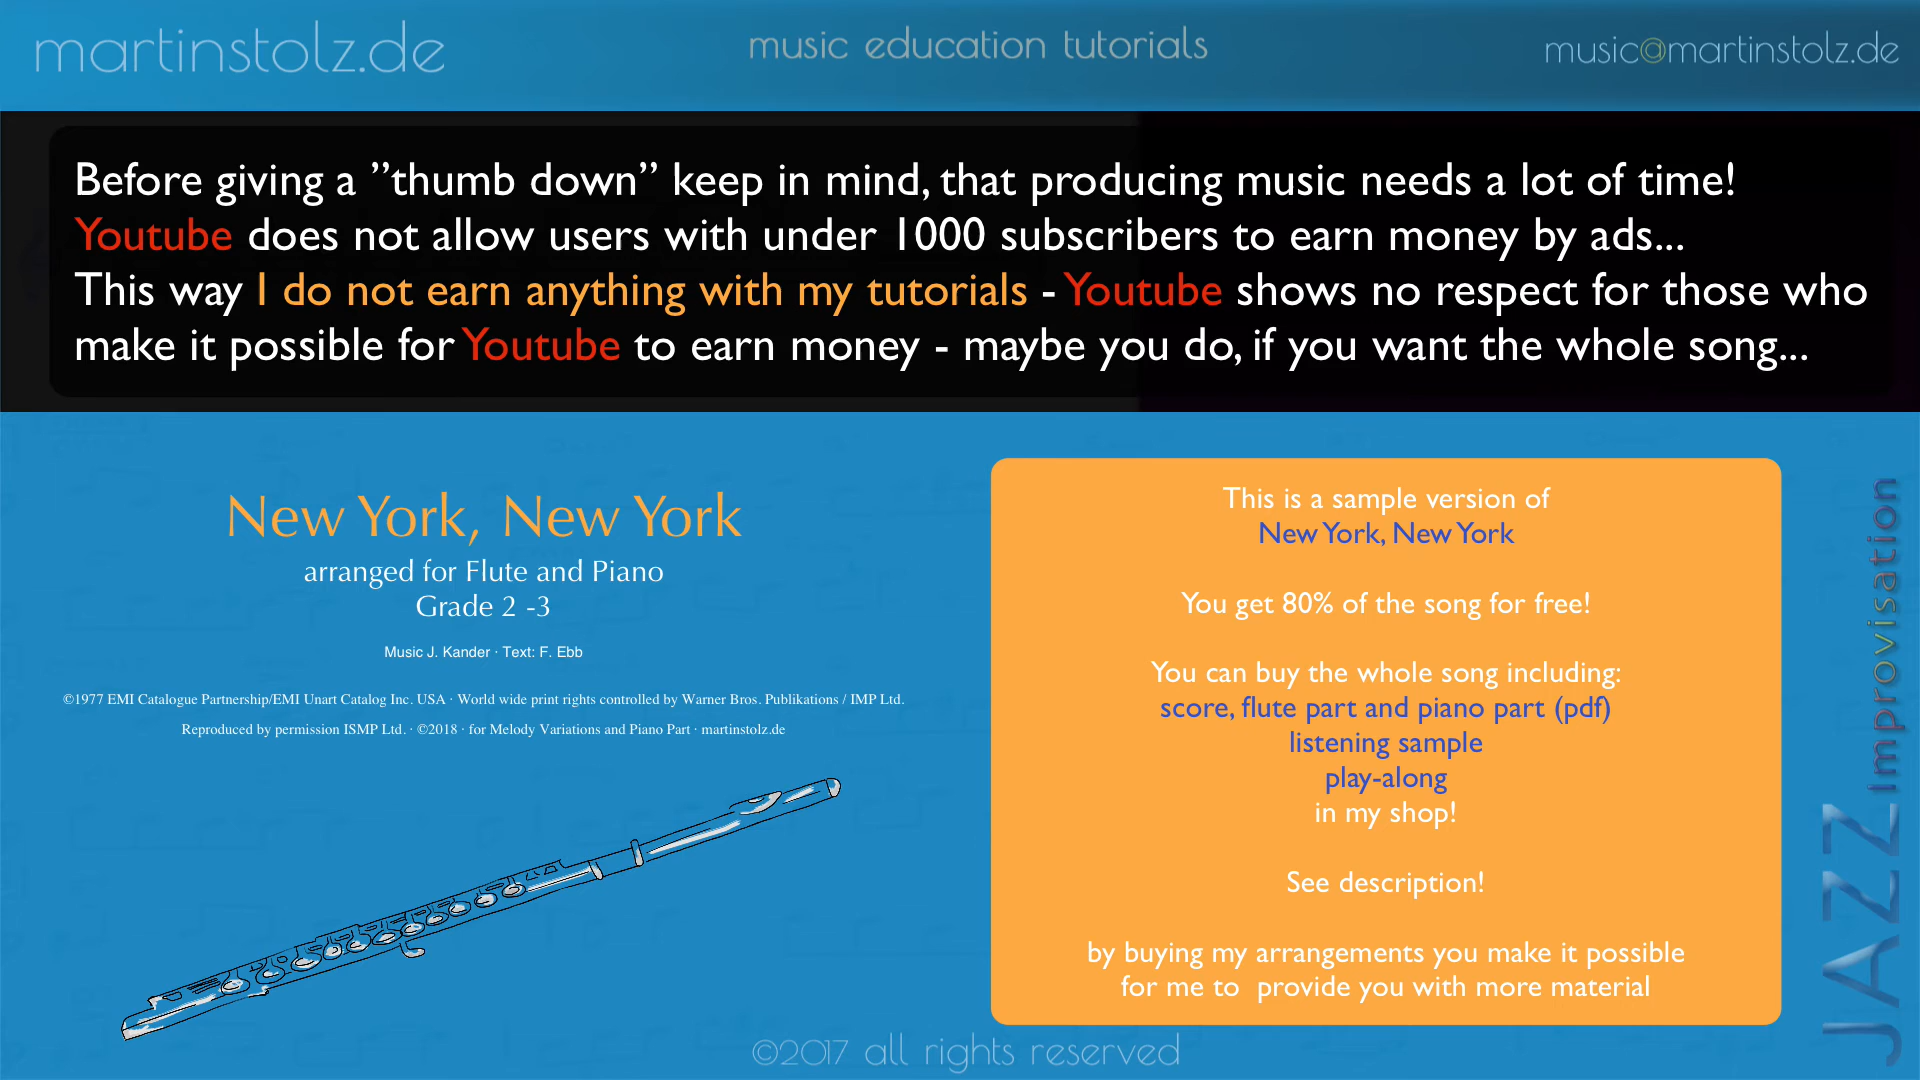 martinstolz.de
music education tutorials
music@martinstolz.de
Before giving a ”thumb down” keep in mind, that producing music needs a lot of time!
Youtube does not allow users with under 1000 subscribers to earn money by ads...
This way I do not earn anything with my tutorials - Youtube shows no respect for those who
make it possible for Youtube to earn money - maybe you do, if you want the whole song...
New York, New York
arranged for Flute and Piano
Grade 2 -3
Music J. Kander · Text: F. Ebb
©1977 EMI Catalogue Partnership/EMI Unart Catalog Inc. USA · World wide print rights controlled by Warner Bros. Publikations / IMP Ltd.
Reproduced by permission ISMP Ltd. · ©2018 · for Melody Variations and Piano Part · martinstolz.de
This is a sample version of
New York, New York
You get 80% of the song for free!
You can buy the whole song including:
score, flute part and piano part (pdf)
listening sample
play-along
in my shop!
See description!
by buying my arrangements you make it possible
for me to provide you with more material
JAZZ improvisation
©2017 all rights reserved